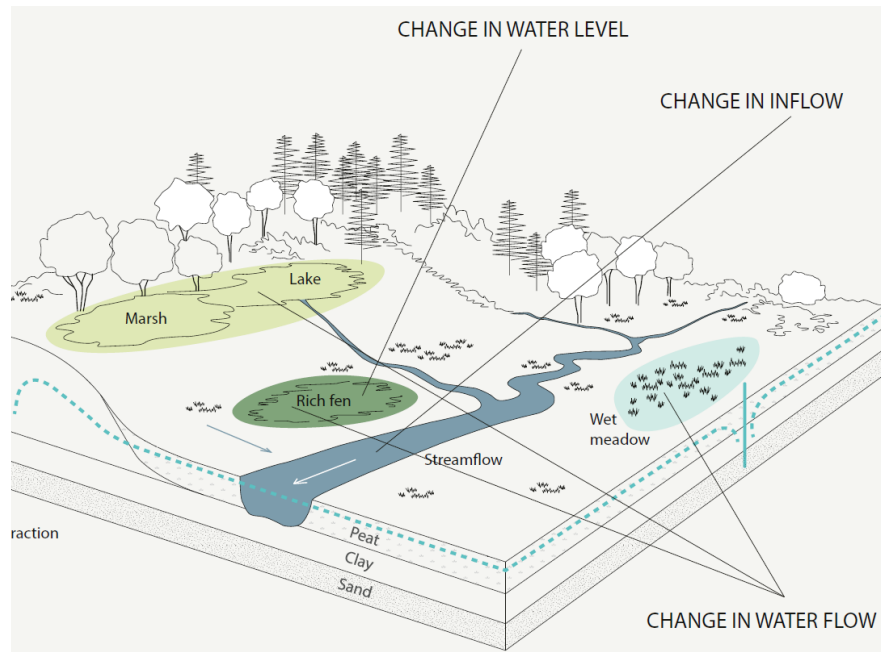 CHANGE IN WATER LEVEL
CHANGE IN INFLOW
Lake
Marsh
Rich fen
Wet
meadow
Streamflow
Peat
Clay
Sand
raction
CHANGE IN WATER FLOW